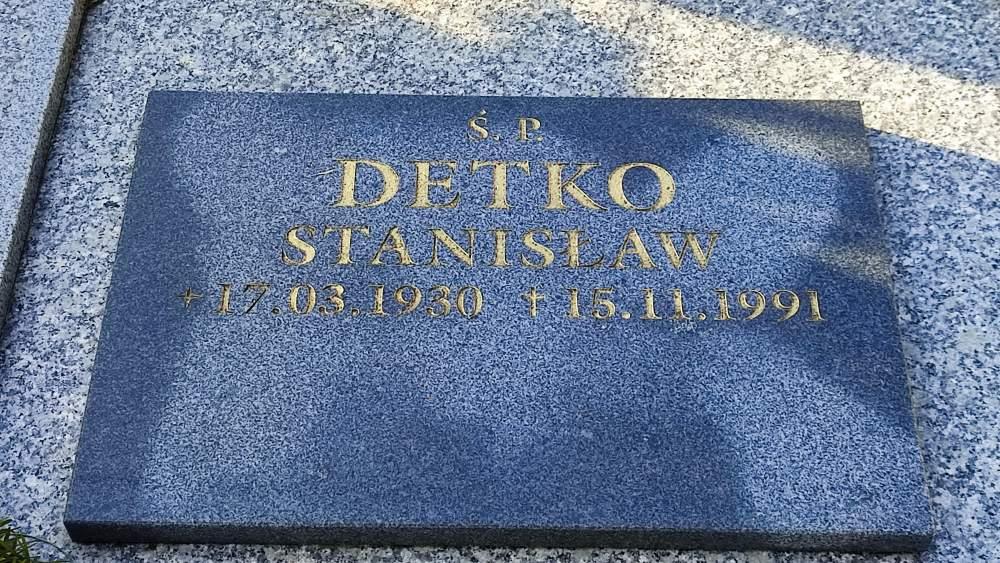 Ś. P.
DETKO
STANISŁAW
+ 17.03.1930 † 15.11.1991